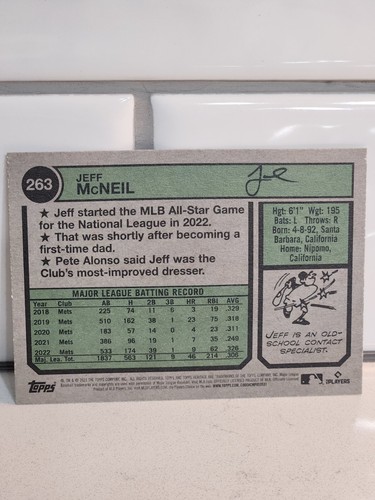 263
JEFF
McNEIL
★ Jeff started the MLB All-Star Game
for the National League in 2022.
★ That was shortly after becoming a
first-time dad.
★ Pete Alonso said Jeff was the
Club's most-improved dresser.
Hgt: 6'1" Wgt: 195
Bats: L Throws: R
Born: 4-8-92, Santa
Barbara, California
Home: Nipomo,
California
JEFF IS AN OLD-
SCHOOL CONTACT
SPECIALIST.
MAJOR LEAGUE BATTING RECORD
Year Club AB H 2B 3B HR RBI AVG.
2018 Mets 225 74 11 6 3 19 .329
2019 Mets 510 162 38 1 23 75 .318
2020 Mets 183 57 14 0 4 23 .311
2021 Mets 386 96 19 1 7 35 .249
2022 Mets 533 174 39 1 9 62 .326
Maj. Lea. Tot. 1837 563 121 9 46 214 .306
Topps
PLAYERS